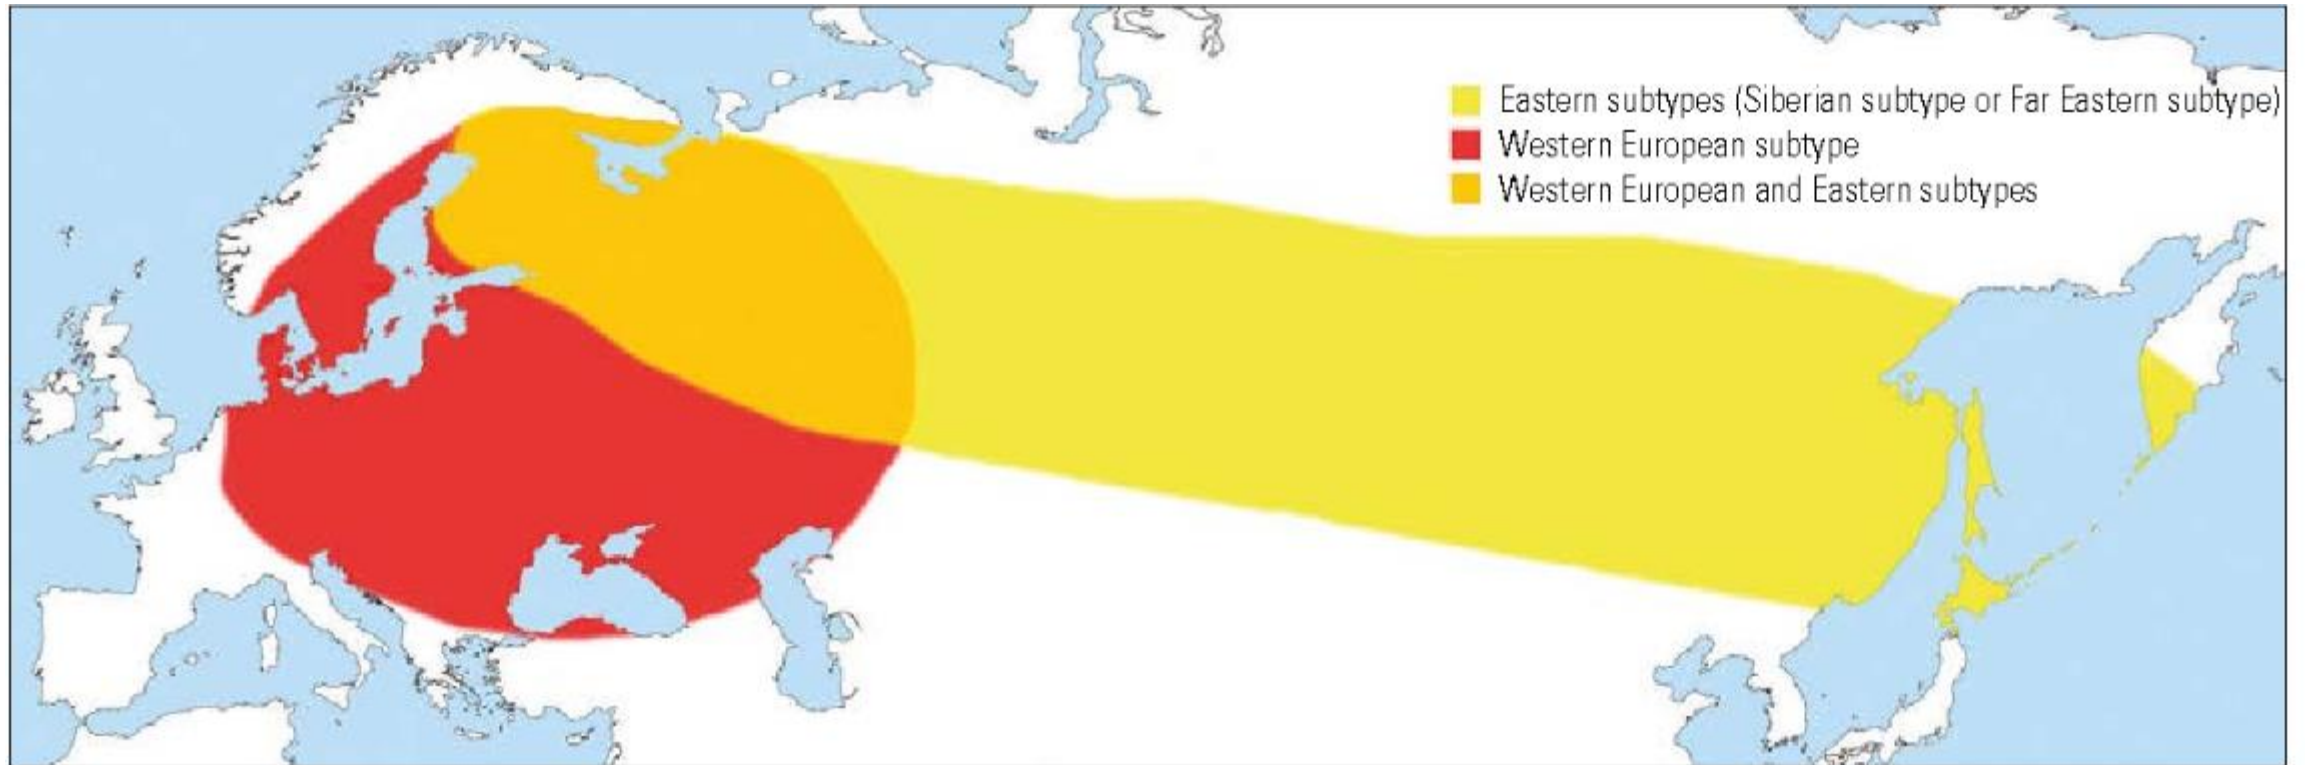 Eastern subtypes (Siberian subtype or Far Eastern subtype)
Western European subtype
Western European and Eastern subtypes